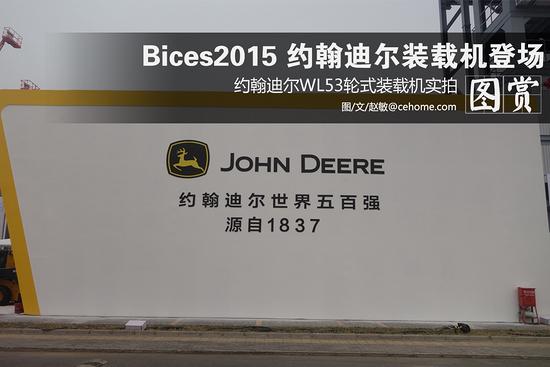 Bices2015 约翰迪尔装载机登场
约翰迪尔WL53轮式装载机实拍
图/文/赵敏@cehome.com
图赏
JOHN DEERE
约翰迪尔世界五百强
源自1837